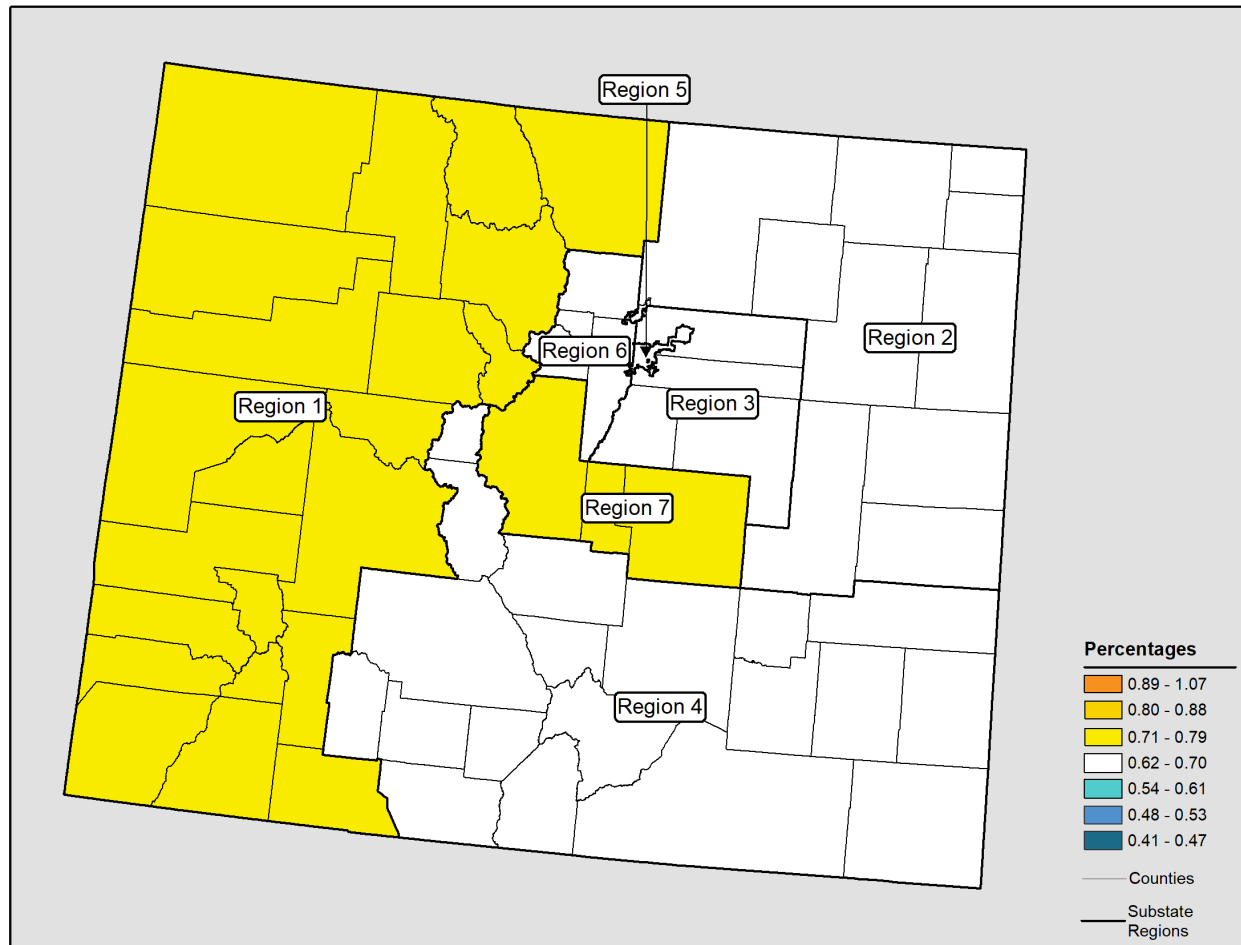 Region 5
Region 2
Region 6
Region 1
Region 3
Region 7
Region 4
Percentages
0.89 - 1.07
0.80 - 0.88
0.71 - 0.79
0.62 - 0.70
0.54 - 0.61
0.48 - 0.53
0.41 - 0.47
Counties
Substate
Regions